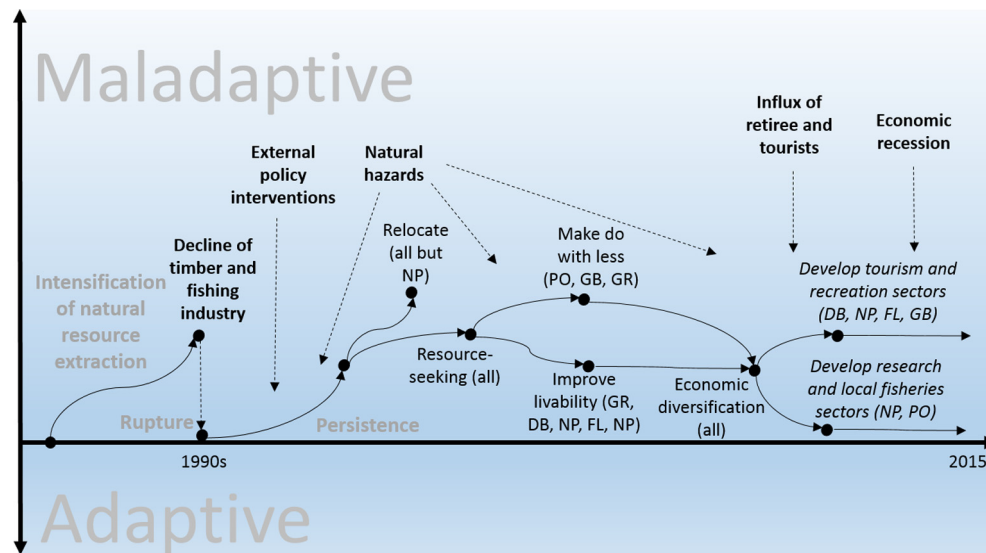 Maladaptive
Influx of
retiree and
tourists
Economic
recession
External
policy
interventions
Natural
hazards
Relocate
(all but
NP)
Make do
with less
(PO, GB, GR)
Decline of
timber and
fishing
industry
Intensification
of natural
resource
extraction
Develop tourism and
recreation sectors
(DB, NP, FL, GB)
Resource-
seeking (all)
Improve
livability (GR,
DB, NP, FL, NP)
Economic
diversification
(all)
Develop research
and local fisheries
sectors (NP, PO)
Rupture
Persistence
1990s
2015
Adaptive